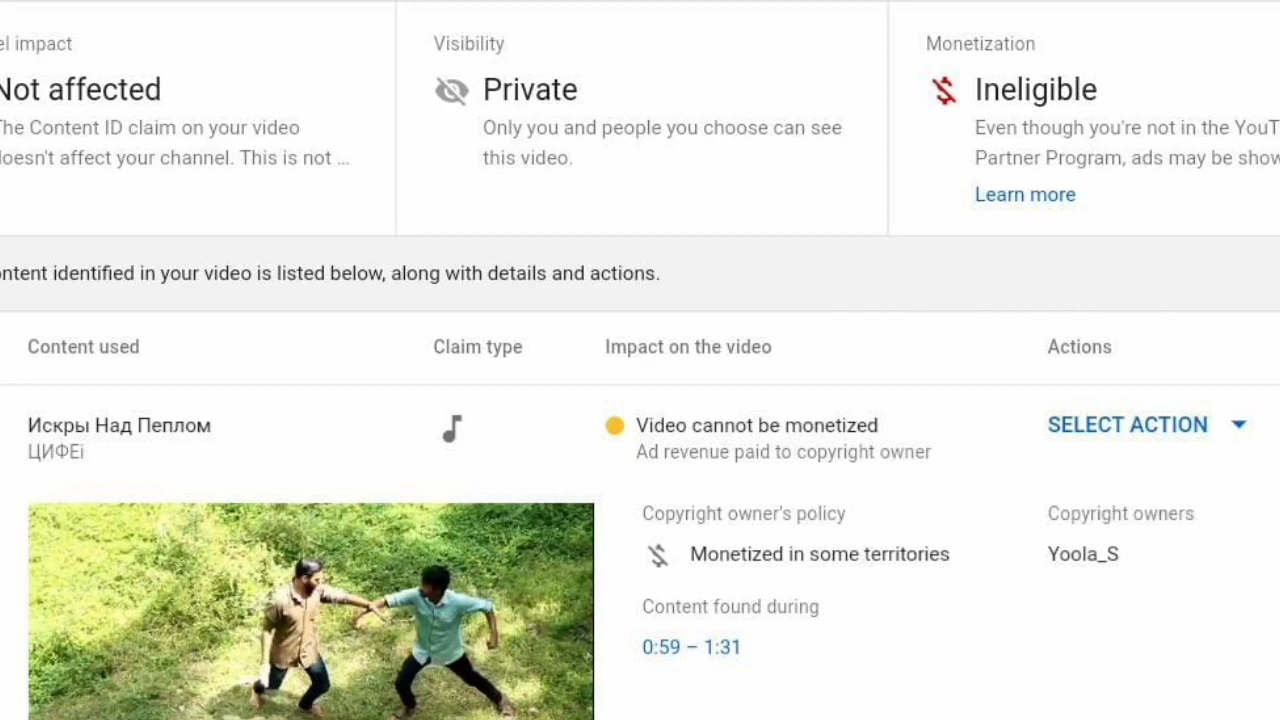 el impact
Not affected
The Content ID claim on your video
doesn't affect your channel. This is not ...
Visibility
Private
Only you and people you choose can see
this video.
Monetization
Ineligible
Even though you're not in the YouT
Partner Program, ads may be show
Learn more
ontent identified in your video is listed below, along with details and actions.
Content used
Claim type
Impact on the video
Actions
Искры Над Пеплом
ЦИФЕі
Video cannot be monetized
Ad revenue paid to copyright owner
SELECT ACTION
Copyright owner's policy
Monetized in some territories
Content found during
0:59 – 1:31
Copyright owners
Yoola_S